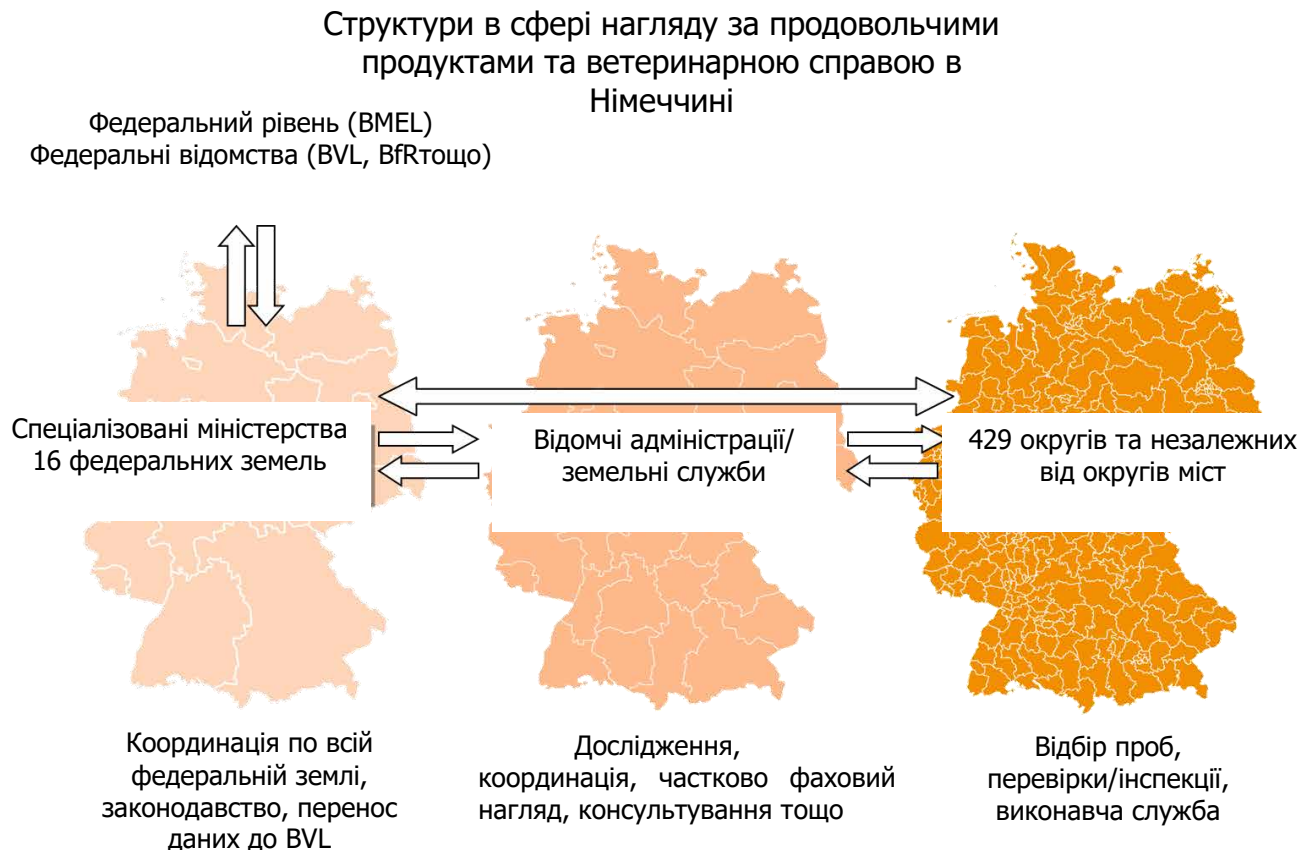 Структури в сфері нагляду за продовольчими
продуктами та ветеринарною справою в
Німеччині
Федеральний рівень (BMEL)
Федеральні відомства (BVL, BfRтощо)
Спеціалізовані міністерства
16 федеральних земель
Відомчі адміністрації/
земельні служби
429 округів та незалежних
від округів міст
Координація по всій
федеральній землі,
законодавство, перенос
даних до BVL
Дослідження,
координація, частково фаховий
нагляд, консультування тощо
Відбір проб,
перевірки/інспекції,
виконавча служба